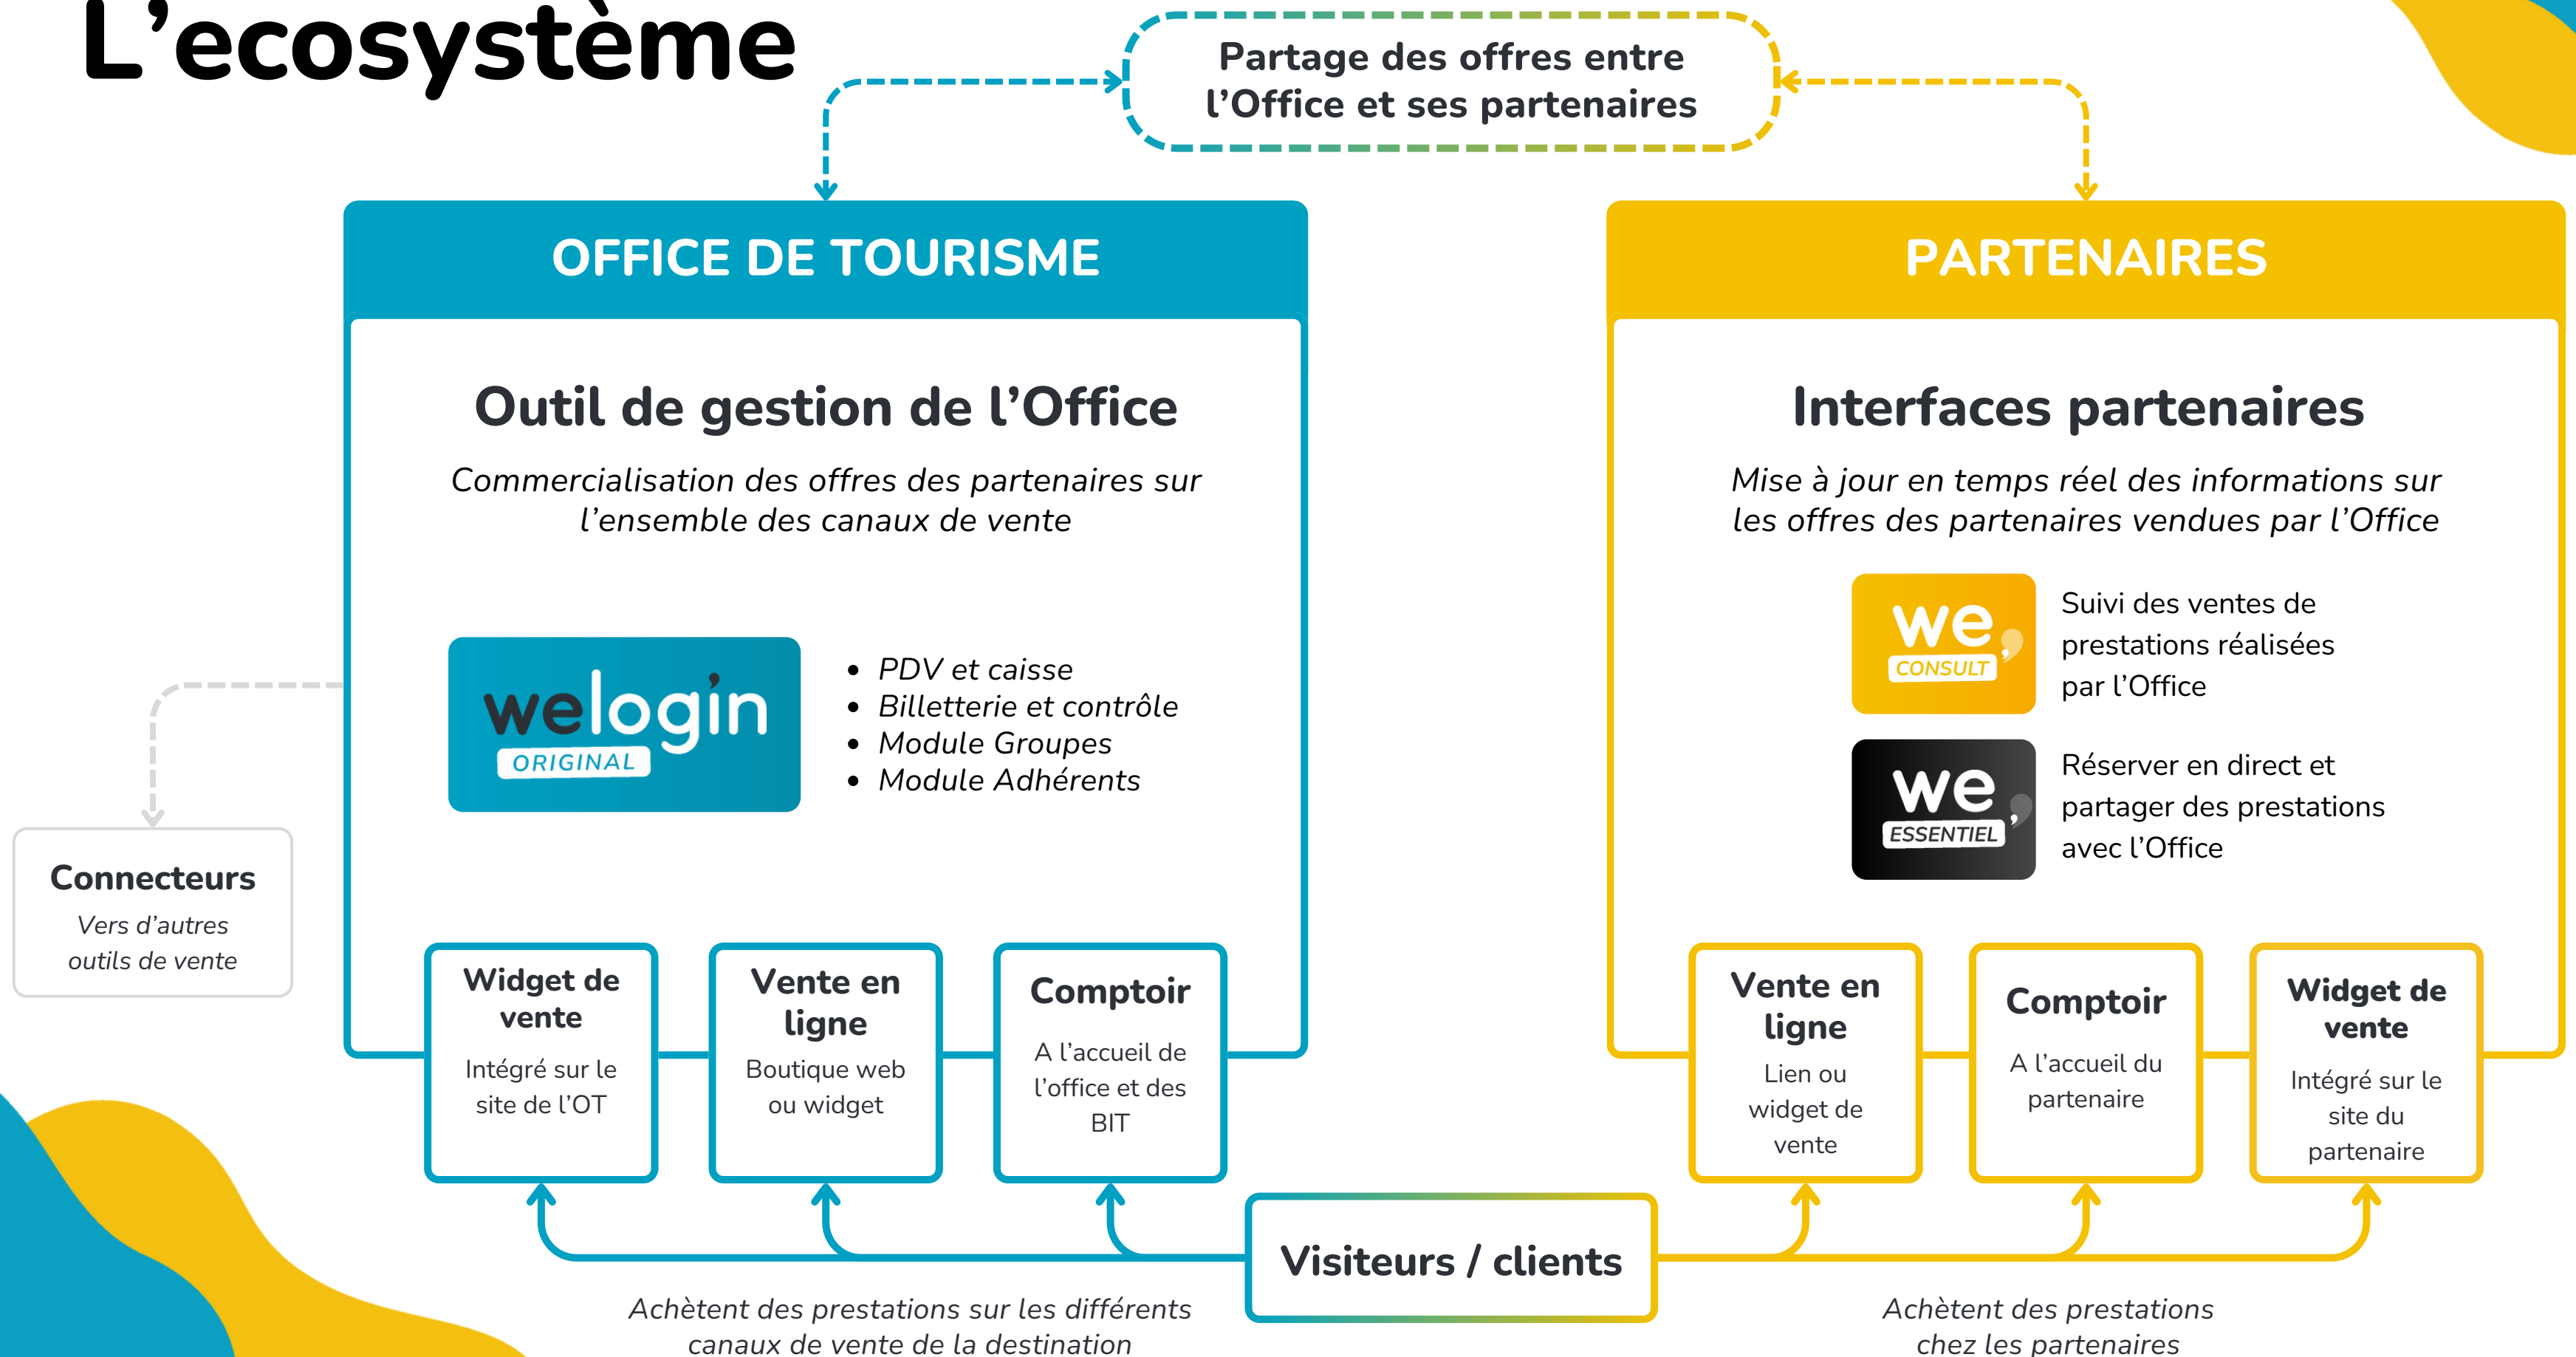 L’ecosystème
Partage des offres entre
l’Office et ses partenaires
OFFICE DE TOURISME
Outil de gestion de l’Office
Commercialisation des offres des partenaires sur
l’ensemble des canaux de vente
welogin
ORIGINAL
• PDV et caisse
• Billetterie et contrôle
• Module Groupes
• Module Adhérents
Connecteurs
Vers d’autres
outils de vente
Widget de
vente
Intégré sur le
site de l’OT
Vente en
ligne
Boutique web
ou widget
Comptoir
A l’accueil de
l’office et des
BIT
PARTENAIRES
Interfaces partenaires
Mise à jour en temps réel des informations sur
les offres des partenaires vendues par l’Office
we,
CONSULT
Suivi des ventes de
prestations réalisées
par l’Office
we,
ESSENTIEL
Réserver en direct et
partager des prestations
avec l’Office
Vente en
ligne
Lien ou
widget de
vente
Comptoir
A l’accueil du
partenaire
Widget de
vente
Intégré sur le
site du
partenaire
Visiteurs / clients
Achètent des prestations sur les différents
canaux de vente de la destination
Achètent des prestations
chez les partenaires